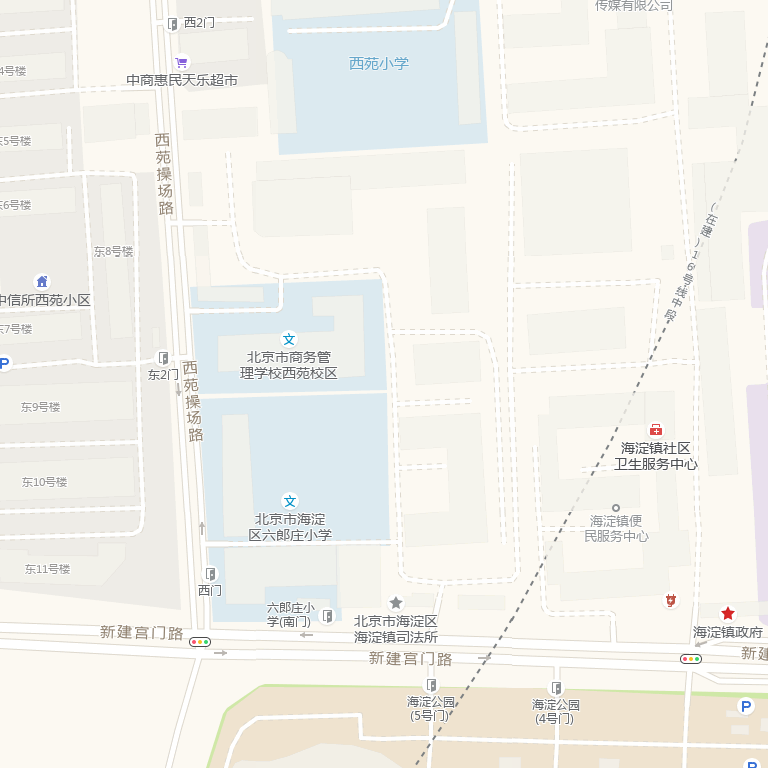 传媒有限公司
西2门
西苑小学
4号楼
中商惠民天乐超市
东5号楼
西苑操场路
东6号楼
(在建)16号线中段
东8号楼
中信所西苑小区
东7号楼
北京市商务管
理学校西苑校区
东2门
西苑操场路
东9号楼
海淀镇社区
卫生服务中心
东10号楼
北京市海淀
区六郎庄小学
海淀镇便
民服务中心
东11号楼
西门
六郎庄小
学(南门)
北京市海淀区
海淀镇司法所
海淀镇政府
新建宫门路
新建宫门路
新建
海淀公园
(5号门)
海淀公园
(4号门)
P
P
P